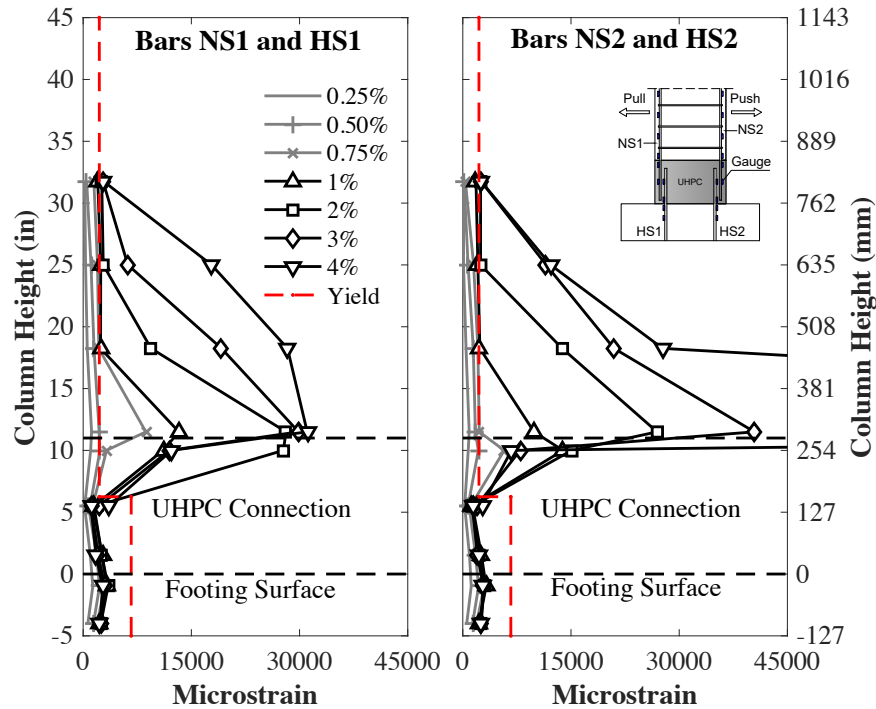 Bars NS1 and HS1
Column Height (in)
45
40
35
30
25
20
15
10
5
0
-5
0.25%
0.50%
0.75%
1%
2%
3%
4%
Yield
UHPC Connection
Footing Surface
0
15000
30000
45000
Microstrain
Bars NS2 and HS2
Pull
Push
NS1
NS2
Gauge
UHPC
HS1
HS2
UHPC Connection
Footing Surface
0
15000
30000
45000
Microstrain
1143
1016
889
762
635
508
381
254
127
0
-127
Column Height (mm)